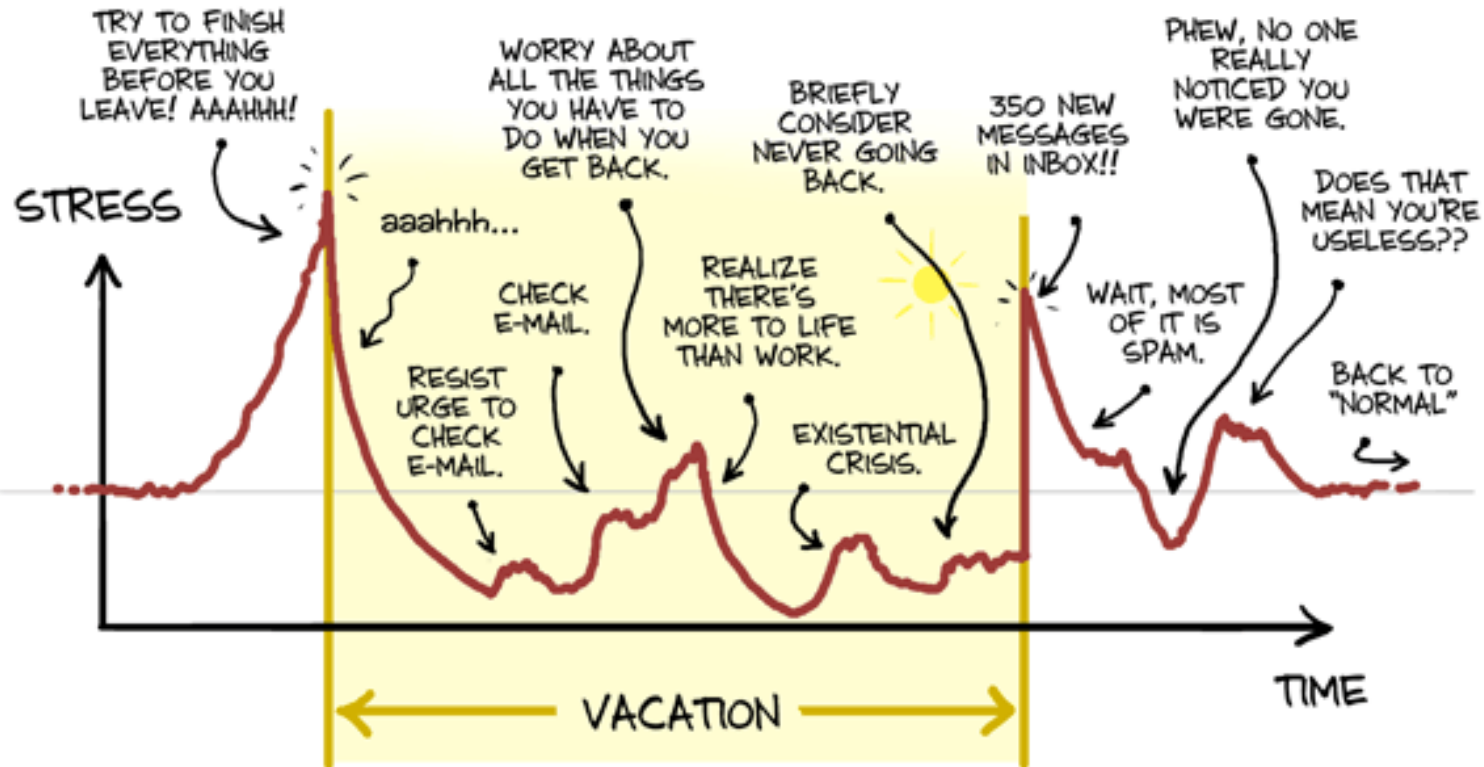 TRY TO FINISH
EVERYTHING
BEFORE YOU
LEAVE! AAAHHH!
STRESS
aaahhh...
RESIST
URGE TO
CHECK
E-MAIL.
CHECK
E-MAIL.
WORRY ABOUT
ALL THE THINGS
YOU HAVE TO
DO WHEN YOU
GET BACK.
REALIZE
THERE'S
MORE TO LIFE
THAN WORK.
EXISTENTIAL
CRISIS.
BRIEFLY
CONSIDER
NEVER GOING
BACK.
350 NEW
MESSAGES
IN INBOX!!
WAIT, MOST
OF IT IS
SPAM.
PHEW, NO ONE
REALLY
NOTICED YOU
WERE GONE.
DOES THAT
MEAN YOU'RE
USELESS??
BACK TO
"NORMAL"
TIME
VACATION